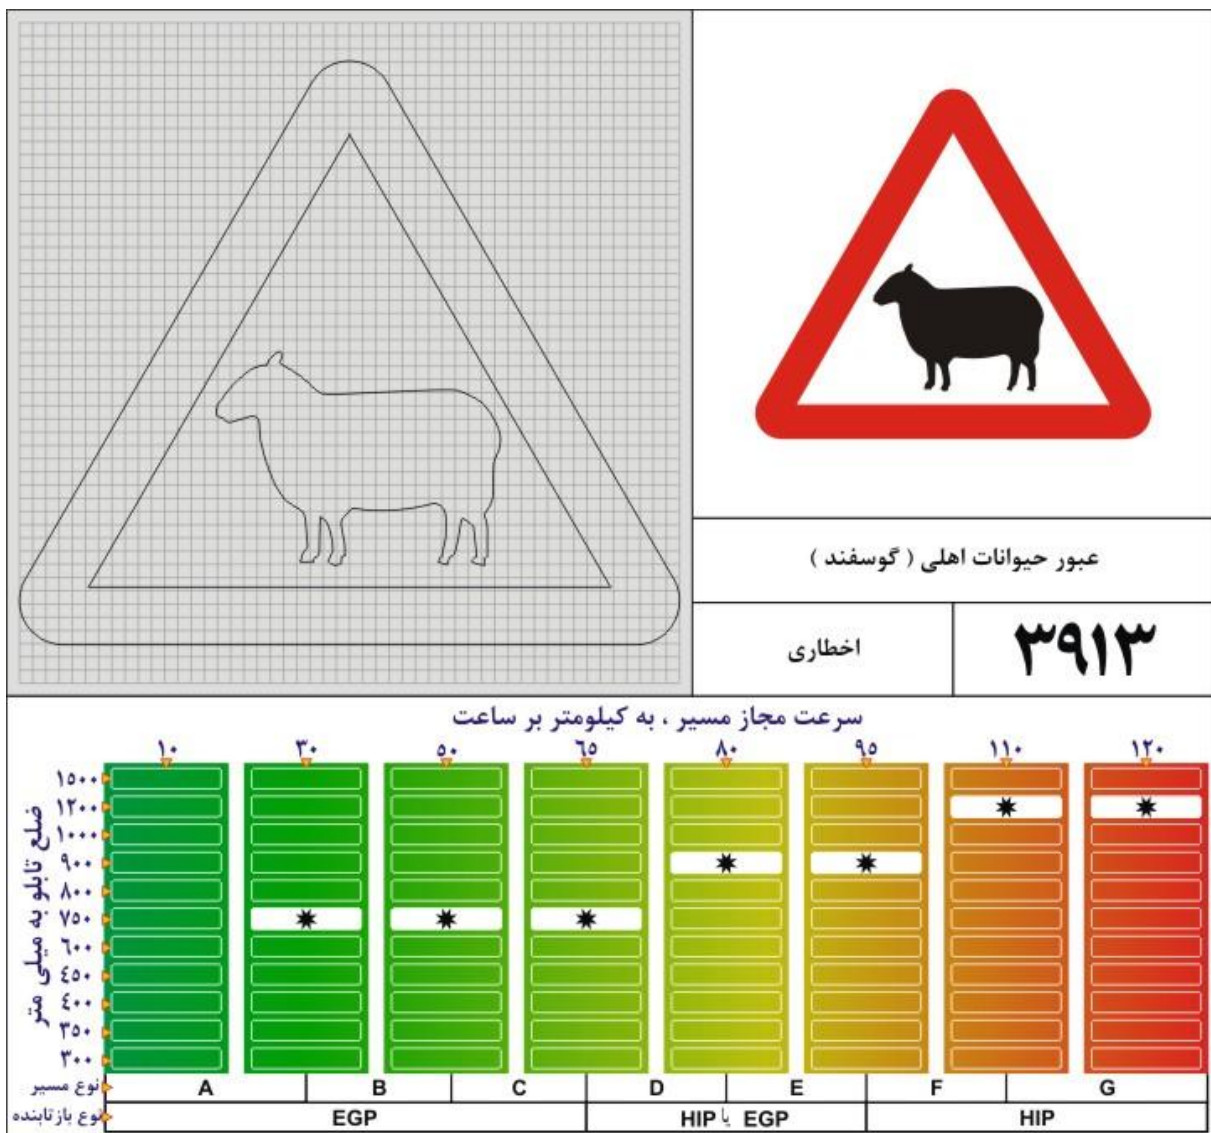 عبور حیوانات اهلی ( گوسفند )
۳۹۱۳
اخطاری
سرعت مجاز مسیر ، به کیلومتر بر ساعت
۱۰ ۳۰ ۵۰ ۶۵ ۸۰ ۹۵ ۱۱۰ ۱۲۰
ضلع تابلو به میلی متر
۱۵۰۰
۱۲۰۰
۱۰۰۰
۹۰۰
۸۰۰
۷۵۰
۶۰۰
۴۵۰
۴۰۰
۳۵۰
۳۰۰
نوع مسیر A B C D E F G
نوع بازتابنده EGP HIP یا EGP HIP